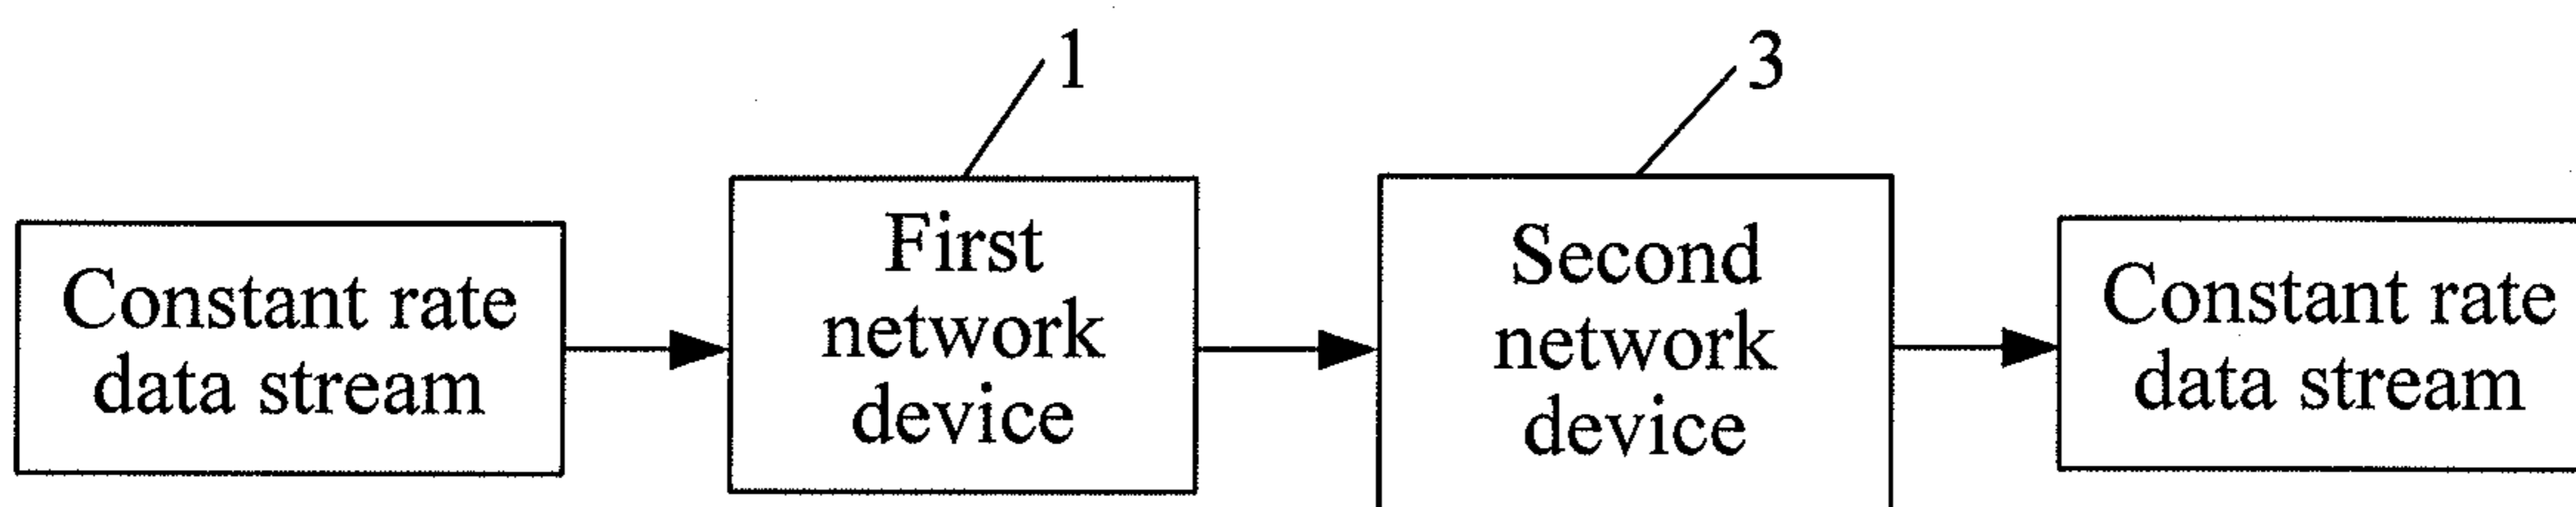 1
3
Constant rate
data stream
First
network
device
Second
network
device
Constant rate
data stream